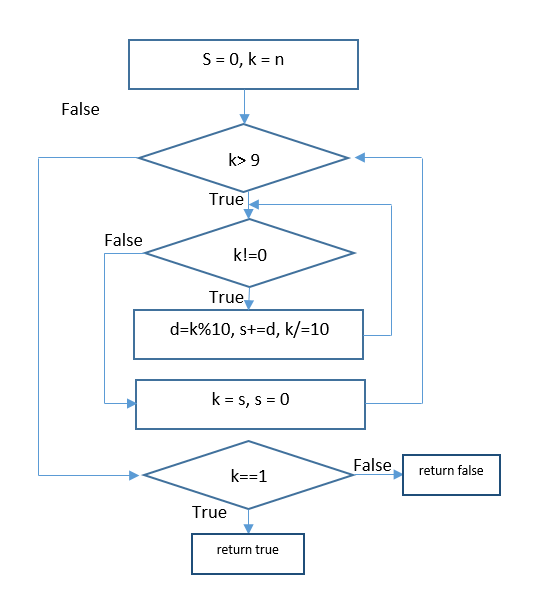 S = 0, k = n
False
k> 9
True
False
k!=0
True
d=k%10, s+=d, k/=10
k = s, s = 0
k==1
False
return false
True
return true